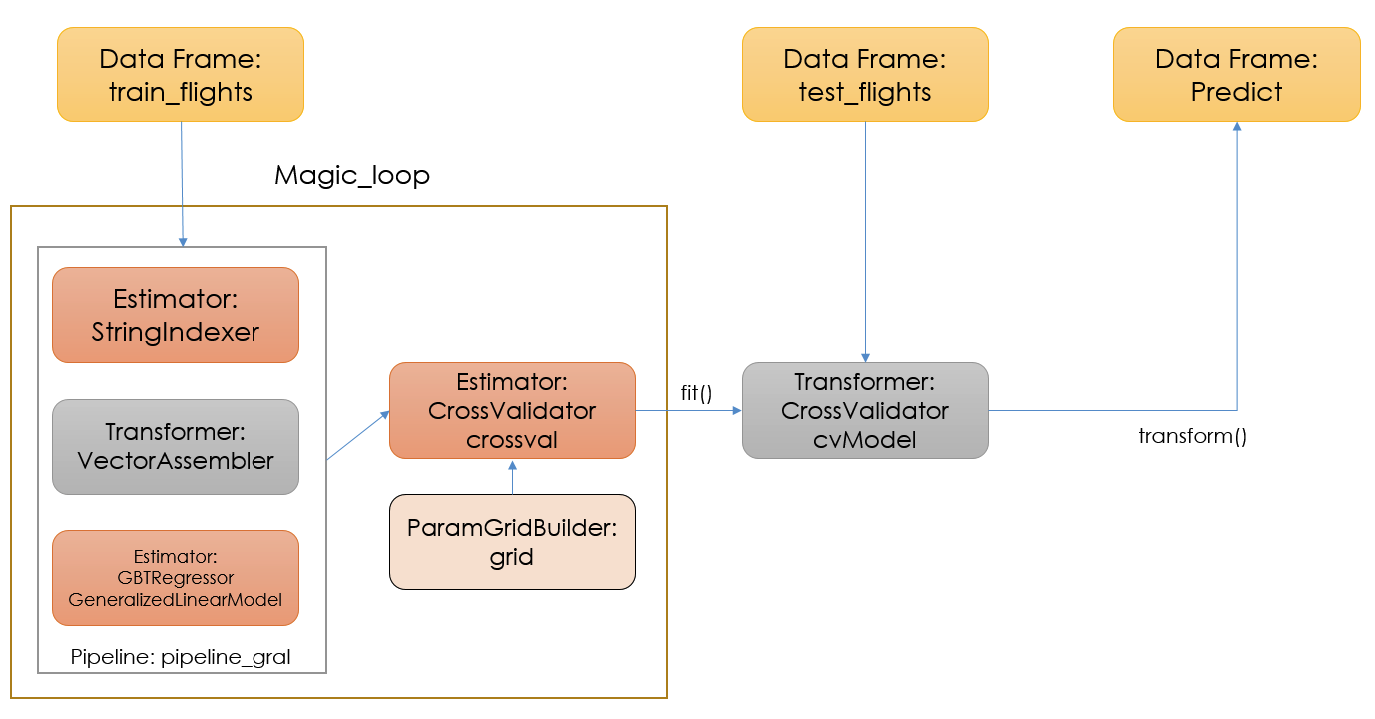 Data Frame:
train_flights
Data Frame:
test_flights
Data Frame:
Predict
Magic_loop
Estimator:
StringIndexer
Transformer:
VectorAssembler
Estimator:
GBTRegressor
GeneralizedLinearModel
Pipeline: pipeline_gral
Estimator:
CrossValidator
crossval
ParamGridBuilder:
grid
fit()
Transformer:
CrossValidator
cvModel
transform()